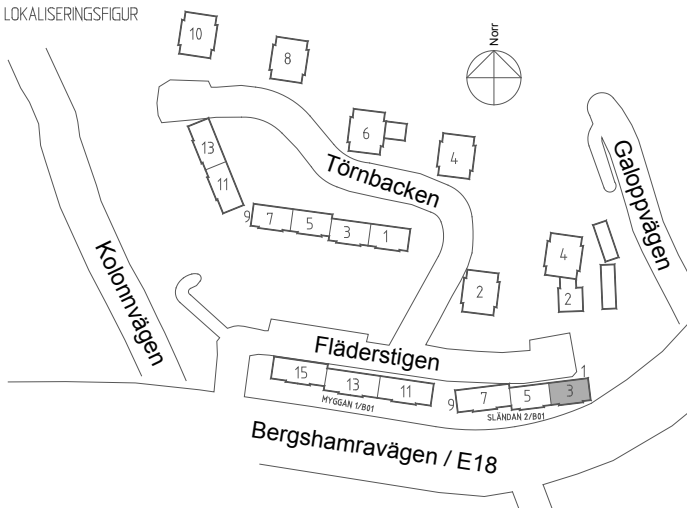 LOKALISERINGSFIGUR
10
8
Norr
6
4
13
11
Törnbacken
Galoppvägen
9 7 5 3 1
Kolonnvägen
4
2
2
Fläderstigen
15 13 11
MYGGAN 1/B01
9 7 5 3 1
SLÄNDAN 2/B01
Bergshamravägen / E18